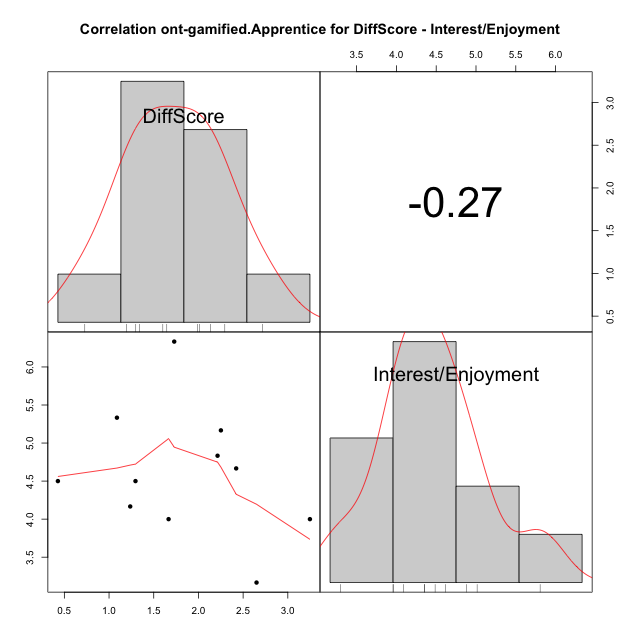 Correlation ont-gamified.Apprentice for DiffScore - Interest/Enjoyment
3.5 4.0 4.5 5.0 5.5 6.0
DiffScore
-0.27
3.0
2.5
2.0
1.5
1.0
0.5
6.0
5.5
5.0
4.5
4.0
3.5
Interest/Enjoyment
0.5 1.0 1.5 2.0 2.5 3.0